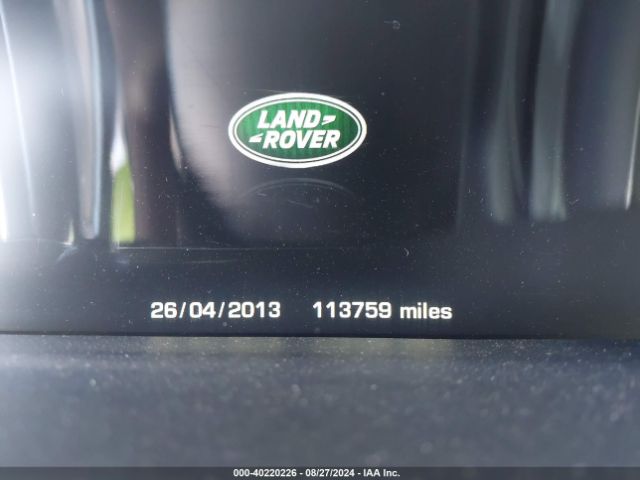 LAND-
-ROVER
26/04/2013 113759 miles
000-40220226 - 08/27/2024 - IAA Inc.